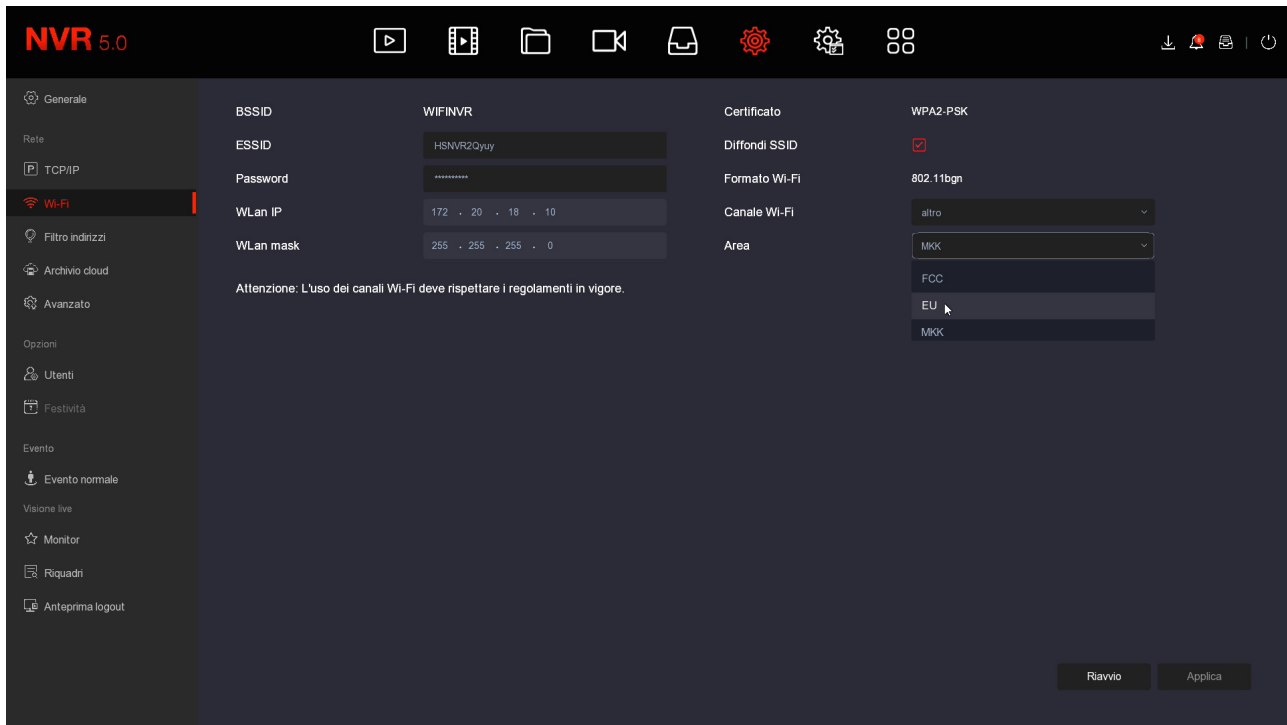 NVR 5.0
Generale
Rete
TCP/IP
Wi-Fi
Filtro indirizzi
Archivio cloud
Avanzato
Opzioni
Utenti
Festività
Evento
Evento normale
Visione live
Monitor
Riquadri
Anteprima logout
BSSID WIFINVR
ESSID HSNVR2Qyuy
Password **********
WLan IP 172 . 20 . 18 . 10
WLan mask 255 . 255 . 255 . 0
Attenzione: L'uso dei canali Wi-Fi deve rispettare i regolamenti in vigore.
Certificato WPA2-PSK
Diffondi SSID
Formato Wi-Fi 802.11bgn
Canale Wi-Fi altro
Area MKK
FCC
EU
MKK
Riavvio Applica